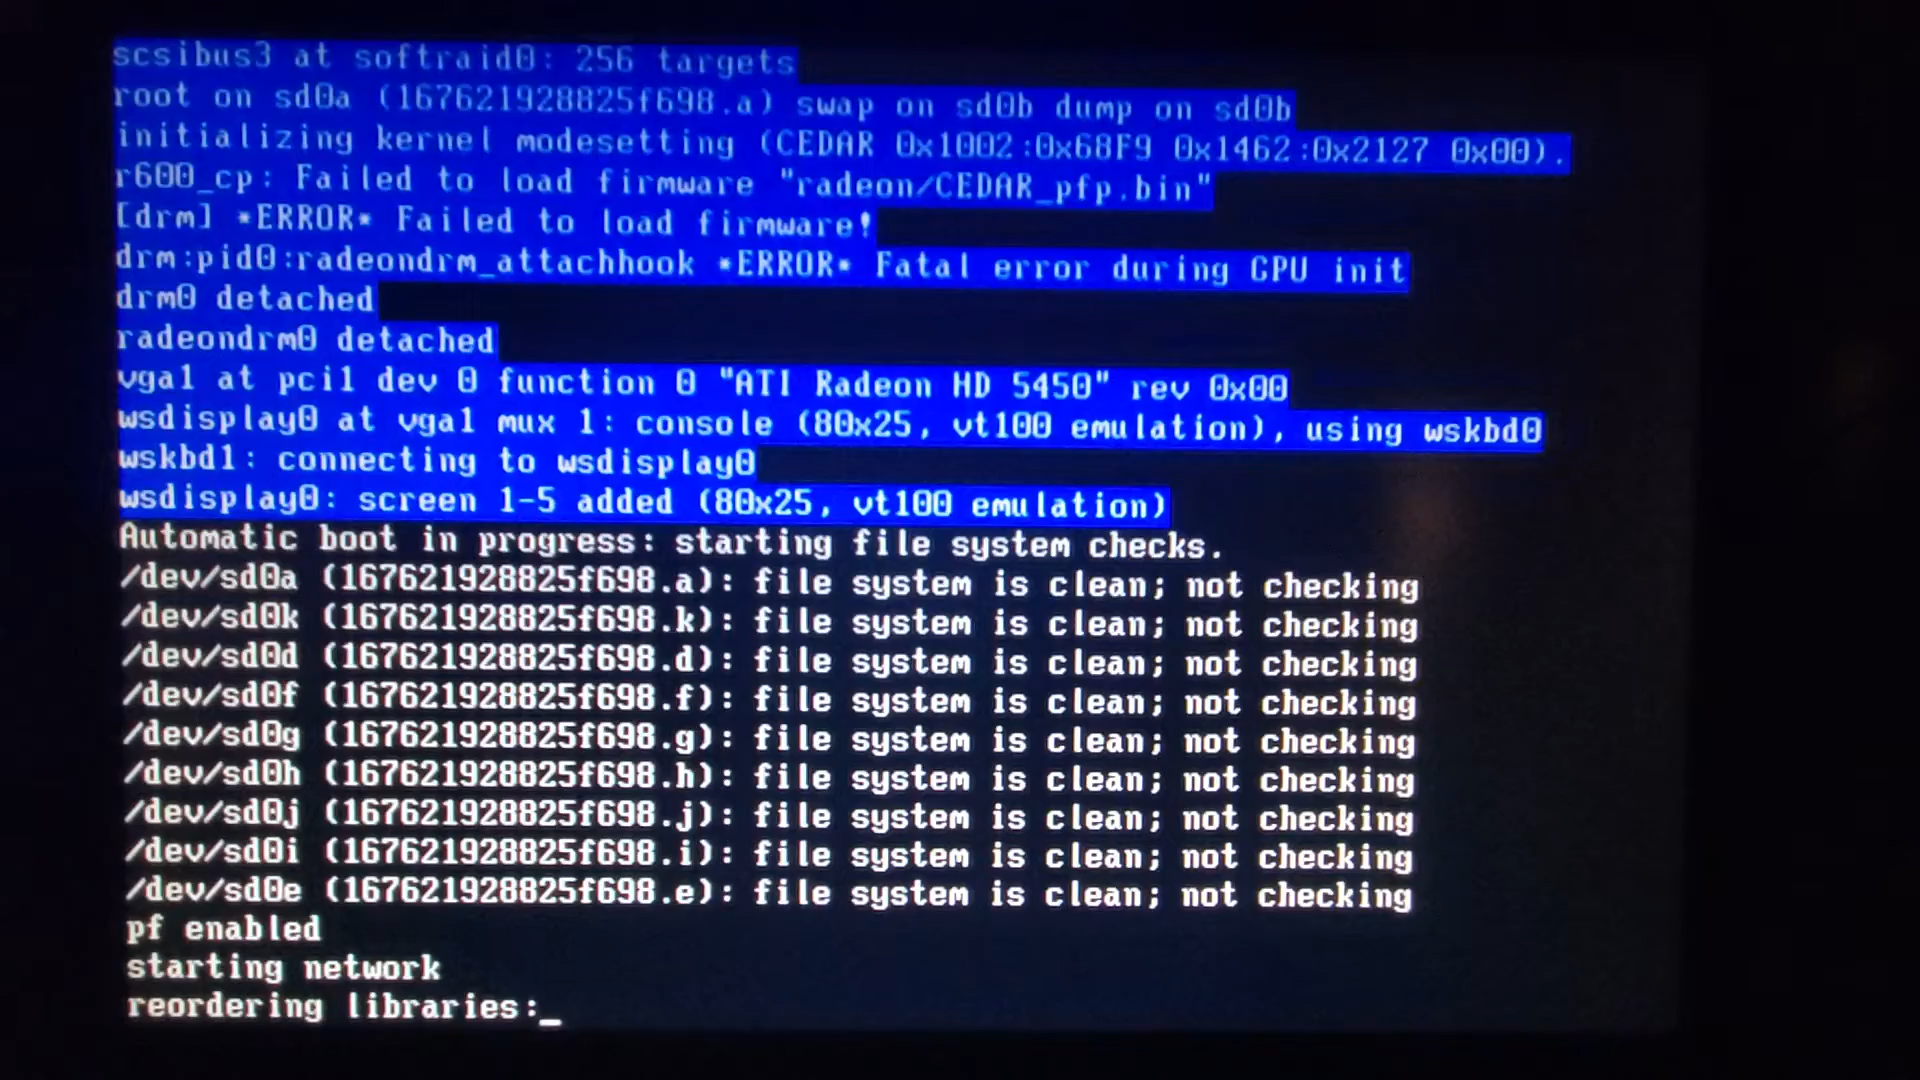 scsibus3 at softraid0: 256 targets
root on sd0a (167621928825f698.a) swap on sd0b dump on sd0b
initializing kernel modesetting (CEDAR 0x1002:0x68F9 0x1462:0x2127 0x00).
r600_cp: Failed to load firmware "radeon/CEDAR_pfp.bin"
[drm] *ERROR* Failed to load firmware!
drm:pid0:radeondrm_attachhook *ERROR* Fatal error during GPU init
drm0 detached
radeondrm0 detached
vga1 at pci1 dev 0 function 0 "ATI Radeon HD 5450" rev 0x00
wsdisplay0 at vga1 mux 1: console (80x25, vt100 emulation), using wskbd0
wskbd1: connecting to wsdisplay0
wsdisplay0: screen 1-5 added (80x25, vt100 emulation)
Automatic boot in progress: starting file system checks.
/dev/sd0a (167621928825f698.a): file system is clean; not checking
/dev/sd0k (167621928825f698.k): file system is clean; not checking
/dev/sd0d (167621928825f698.d): file system is clean; not checking
/dev/sd0f (167621928825f698.f): file system is clean; not checking
/dev/sd0g (167621928825f698.g): file system is clean; not checking
/dev/sd0h (167621928825f698.h): file system is clean; not checking
/dev/sd0j (167621928825f698.j): file system is clean; not checking
/dev/sd0i (167621928825f698.i): file system is clean; not checking
/dev/sd0e (167621928825f698.e): file system is clean; not checking
pf enabled
starting network
reordering libraries:_